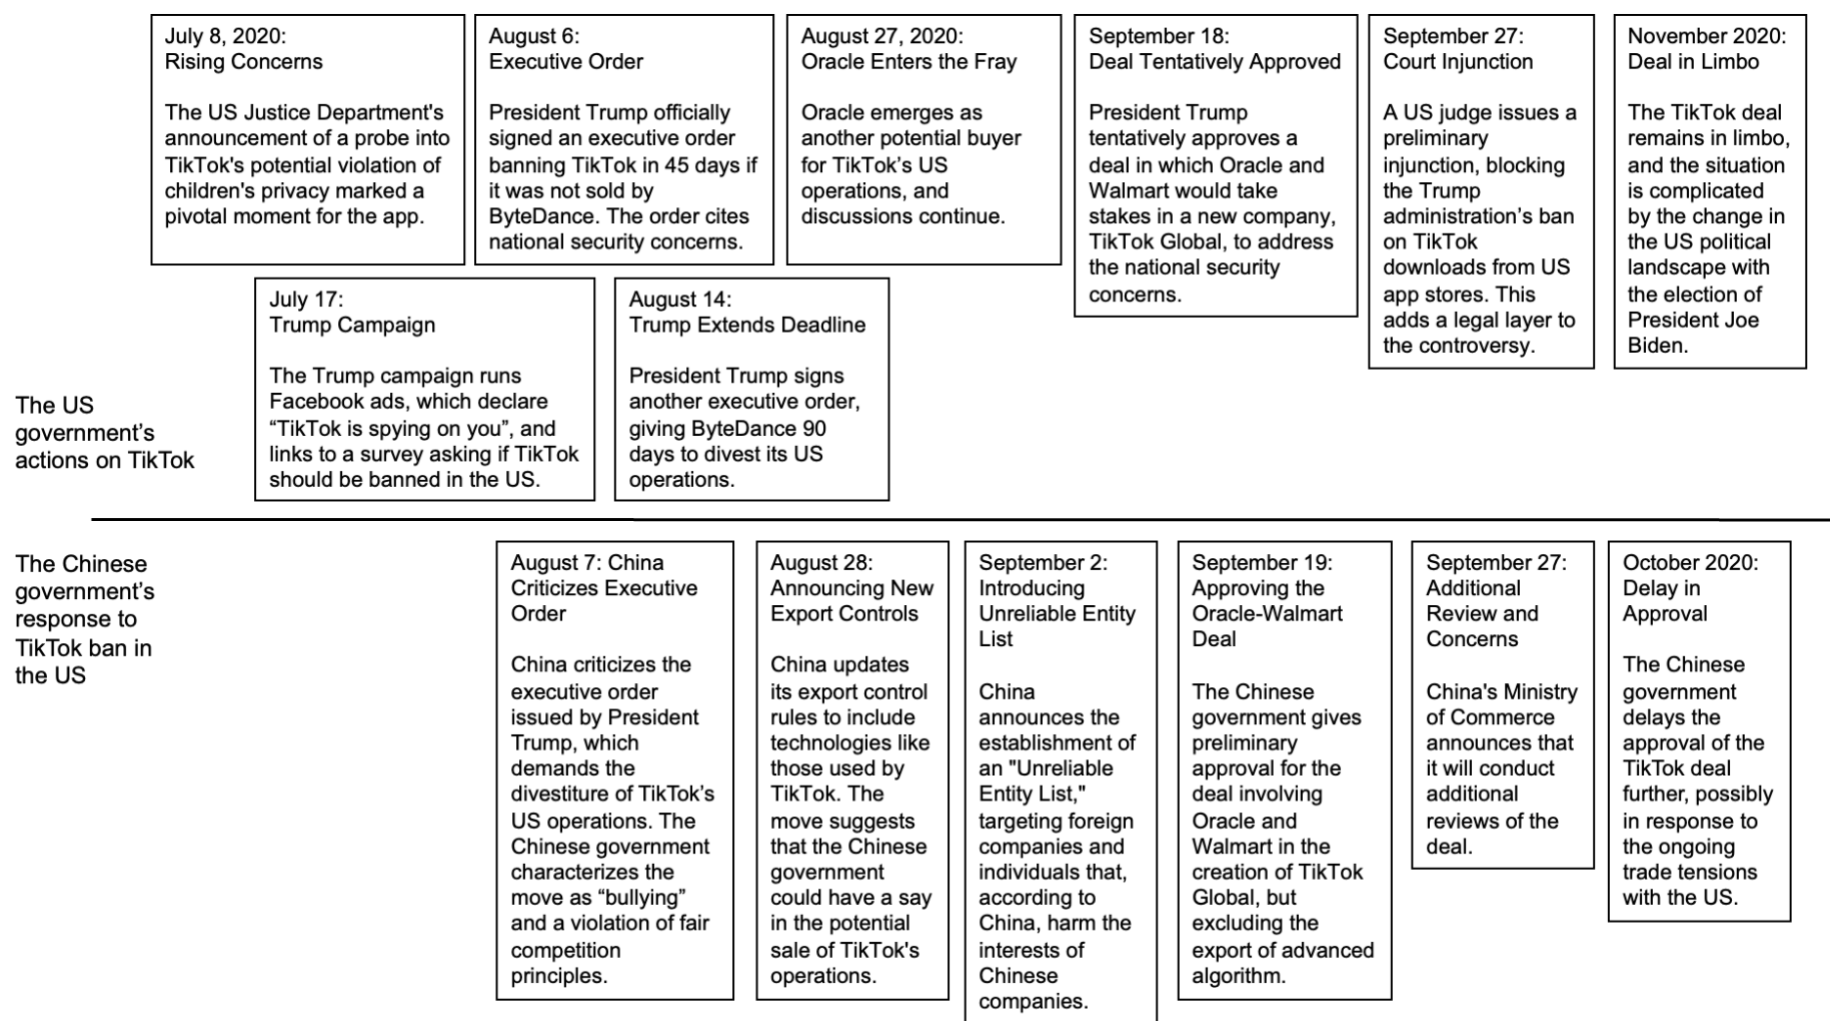 July 8, 2020:
Rising Concerns
The US Justice Department's
announcement of a probe into
TikTok's potential violation of
children's privacy marked a
pivotal moment for the app.
August 6:
Executive Order
President Trump officially
signed an executive order
banning TikTok in 45 days if
it was not sold by
ByteDance. The order cites
national security concerns.
August 27, 2020:
Oracle Enters the Fray
Oracle emerges as
another potential buyer
for TikTok’s US
operations, and
discussions continue.
September 18:
Deal Tentatively Approved
President Trump
tentatively approves a
deal in which Oracle and
Walmart would take
stakes in a new company,
TikTok Global, to address
the national security
concerns.
September 27:
Court Injunction
A US judge issues a
preliminary
injunction, blocking
the Trump
administration’s ban
on TikTok
downloads from US
app stores. This
adds a legal layer to
the controversy.
November 2020:
Deal in Limbo
The TikTok deal
remains in limbo,
and the situation
is complicated
by the change in
the US political
landscape with
the election of
President Joe
Biden.
July 17:
Trump Campaign
The Trump campaign runs
Facebook ads, which declare
“TikTok is spying on you”, and
links to a survey asking if TikTok
should be banned in the US.
August 14:
Trump Extends Deadline
President Trump signs
another executive order,
giving ByteDance 90
days to divest its US
operations.
The US
government’s
actions on TikTok
The Chinese
government’s
response to
TikTok ban in
the US
August 7: China
Criticizes Executive
Order
China criticizes the
executive order
issued by President
Trump, which
demands the
divestiture of TikTok’s
US operations. The
Chinese government
characterizes the
move as “bullying”
and a violation of fair
competition
principles.
August 28:
Announcing New
Export Controls
China updates
its export control
rules to include
technologies like
those used by
TikTok. The
move suggests
that the Chinese
government
could have a say
in the potential
sale of TikTok's
operations.
September 2:
Introducing
Unreliable Entity
List
China
announces the
establishment of
an "Unreliable
Entity List,"
targeting foreign
companies and
individuals that,
according to
China, harm the
interests of
Chinese
companies.
September 19:
Approving the
Oracle-Walmart
Deal
The Chinese
government gives
preliminary
approval for the
deal involving
Oracle and
Walmart in the
creation of TikTok
Global, but
excluding the
export of advanced
algorithm.
September 27:
Additional
Review and
Concerns
China's Ministry
of Commerce
announces that
it will conduct
additional
reviews of the
deal.
October 2020:
Delay in
Approval
The Chinese
government
delays the
approval of the
TikTok deal
further, possibly
in response to
the ongoing
trade tensions
with the US.